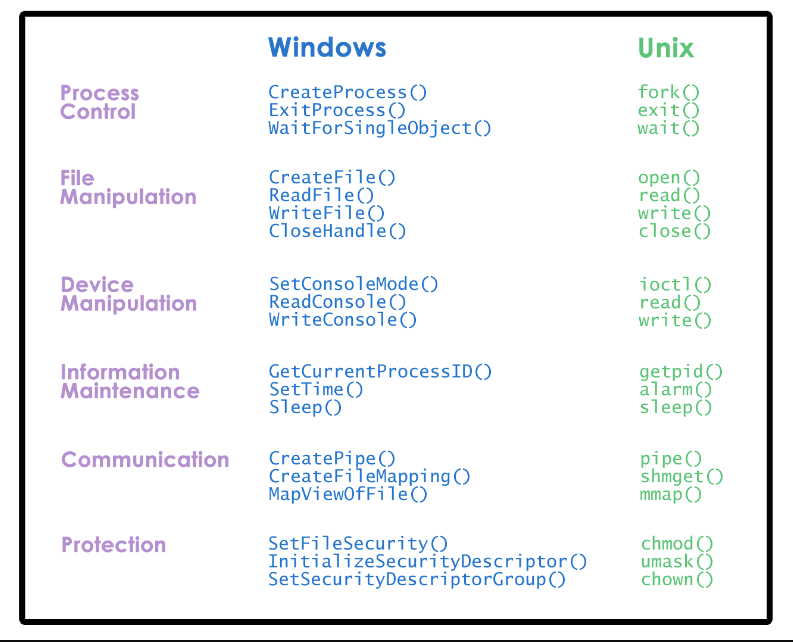 Windows Unix
Process Control
CreateProcess() fork()
ExitProcess() exit()
WaitForSingleObject() wait()
File Manipulation
CreateFile() open()
ReadFile() read()
WriteFile() write()
CloseHandle() close()
Device Manipulation
SetConsoleMode() ioctl()
ReadConsole() read()
WriteConsole() write()
Information Maintenance
GetCurrentProcessID() getpid()
SetTime() alarm()
Sleep() sleep()
Communication
CreatePipe() pipe()
CreateFileMapping() shmget()
MapViewOfFile() mmap()
Protection
SetFileSecurity() chmod()
InitializeSecurityDescriptor() umask()
SetSecurityDescriptorGroup() chown()